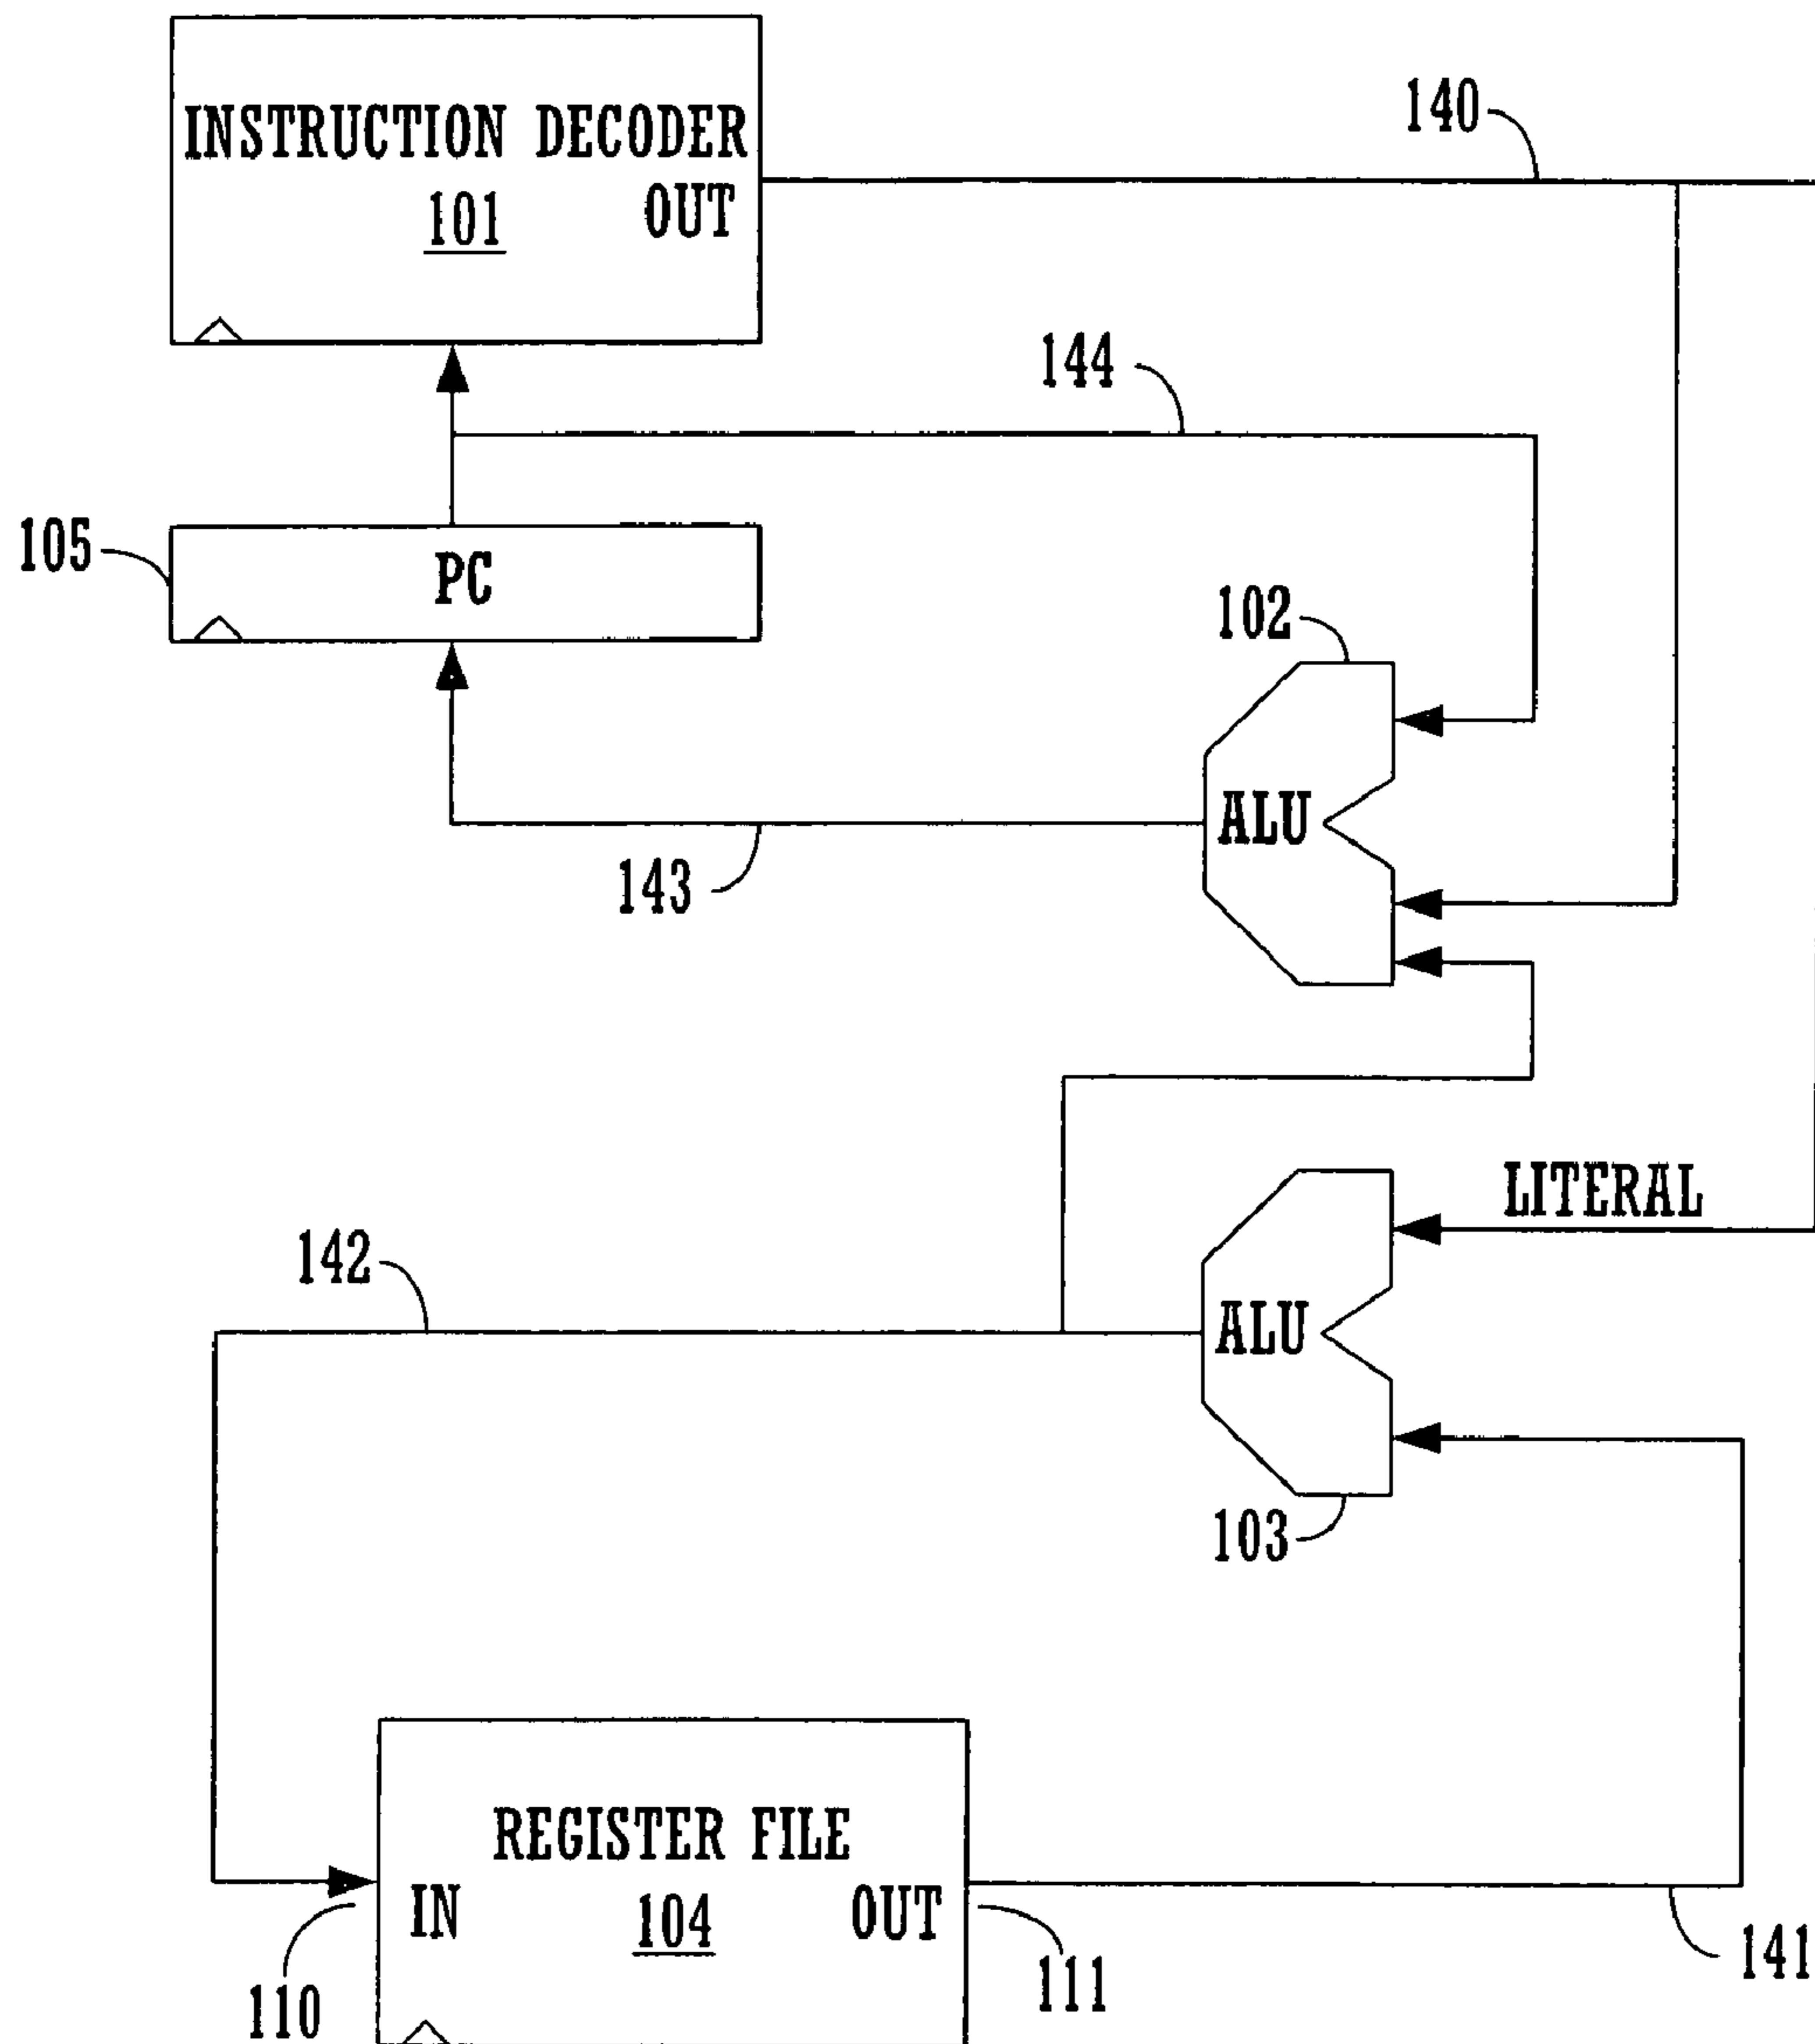 INSTRUCTION DECODER
101
OUT
140
144
105
PC
102
ALU
143
LITERAL
142
ALU
103
REGISTER FILE
IN
104
OUT
110
111
141